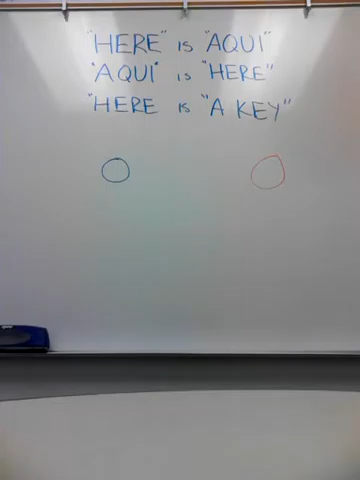 "HERE" IS "AQUI"
"AQUI" IS "HERE"
"HERE IS "A KEY"